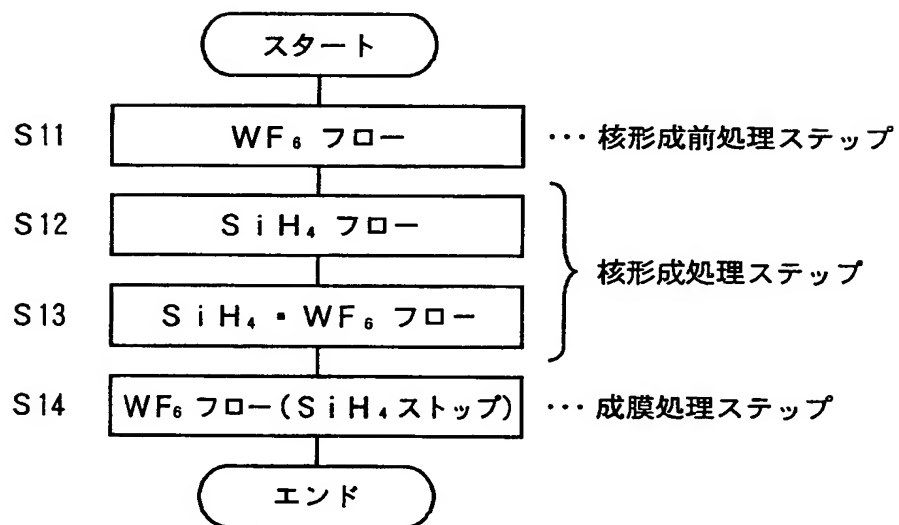 スタート
S11 WF₆ フロー ・・・ 核形成前処理ステップ
S12 SiH₄ フロー
核形成処理ステップ
S13 SiH₄・WF₆ フロー
S14 WF₆ フロー(SiH₄ストップ) ・・・ 成膜処理ステップ
エンド